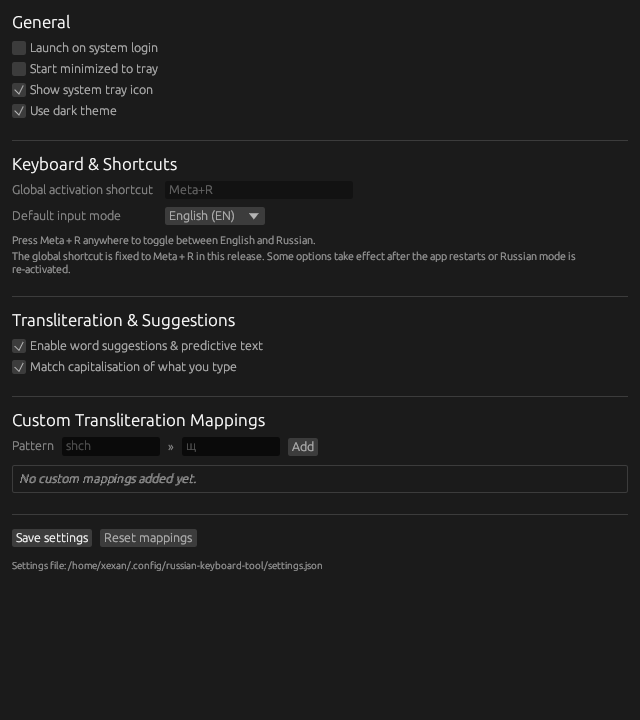 General
Launch on system login
Start minimized to tray
Show system tray icon
Use dark theme
Keyboard & Shortcuts
Global activation shortcut Meta+R
Default input mode English (EN)
Press Meta + R anywhere to toggle between English and Russian.
The global shortcut is fixed to Meta + R in this release. Some options take effect after the app restarts or Russian mode is
re-activated.
Transliteration & Suggestions
Enable word suggestions & predictive text
Match capitalisation of what you type
Custom Transliteration Mappings
Pattern shch » щ Add
No custom mappings added yet.
Save settings Reset mappings
Settings file: /home/xexan/.config/russian-keyboard-tool/settings.json